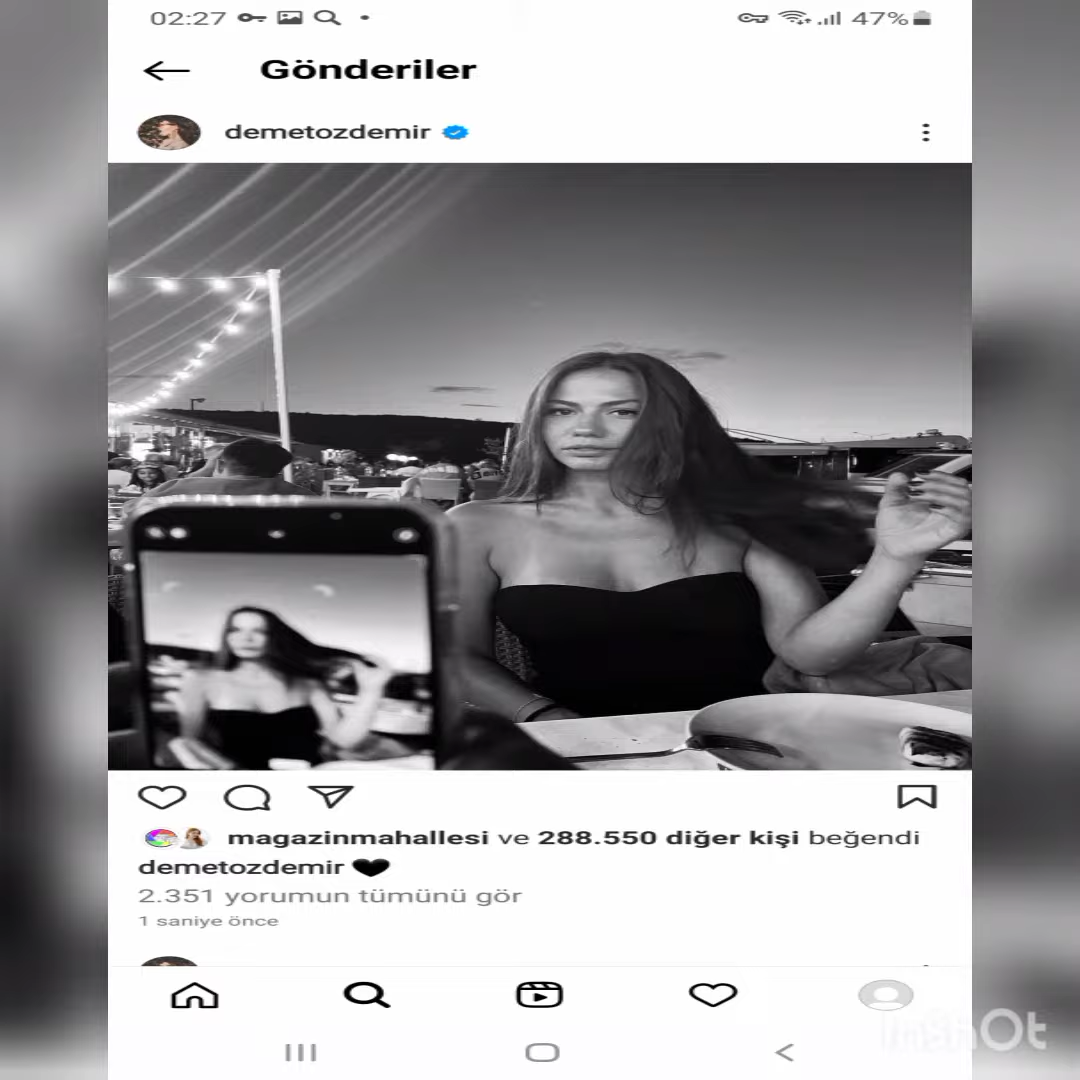 02:27
47%
Gönderiler
demetozdemir
magazinmahallesi ve 288.550 diğer kişi beğendi
demetozdemir 🖤
2.351 yorumun tümünü gör
1 saniye önce
InShOt